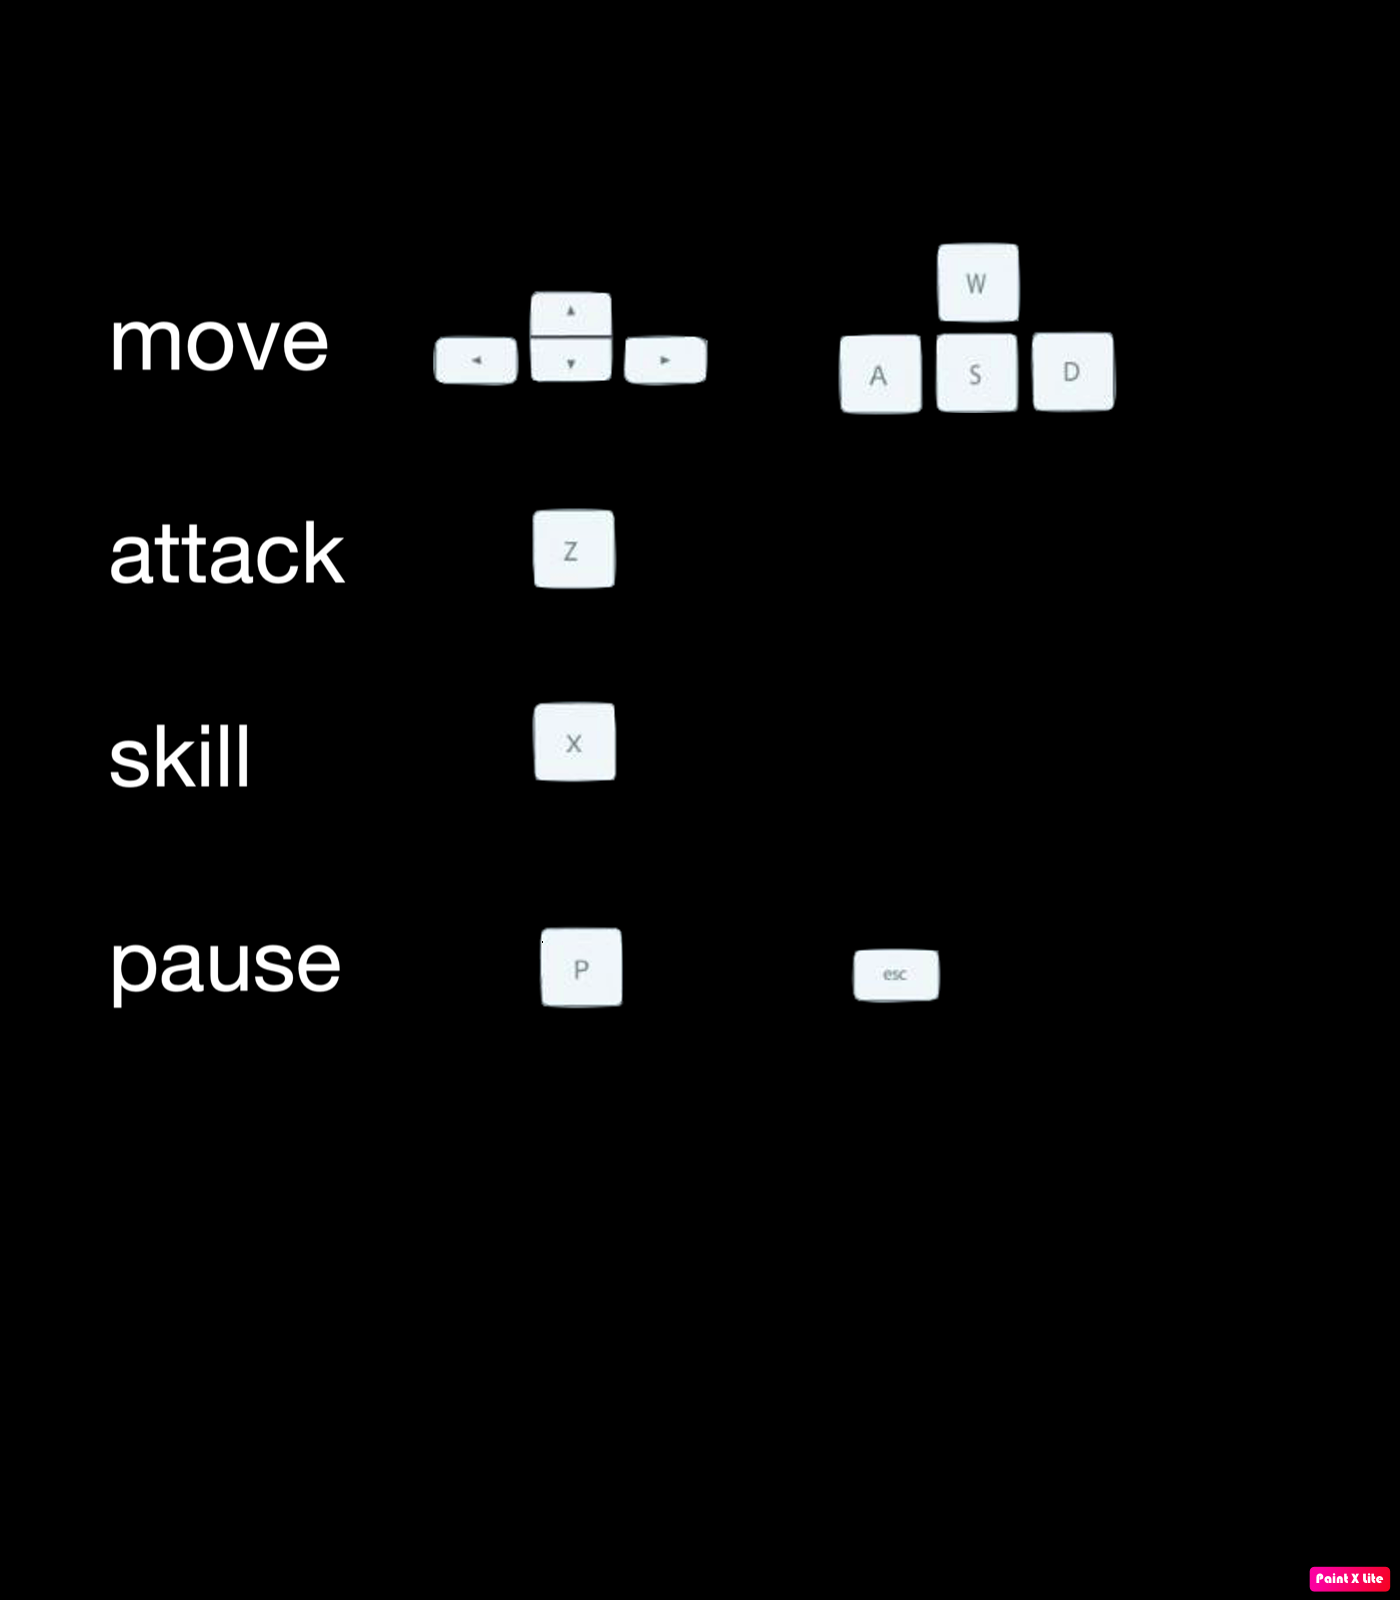 move ◄ ▲ ▼ ► W
A S D
attack Z
skill X
pause P esc
Paint X Lite